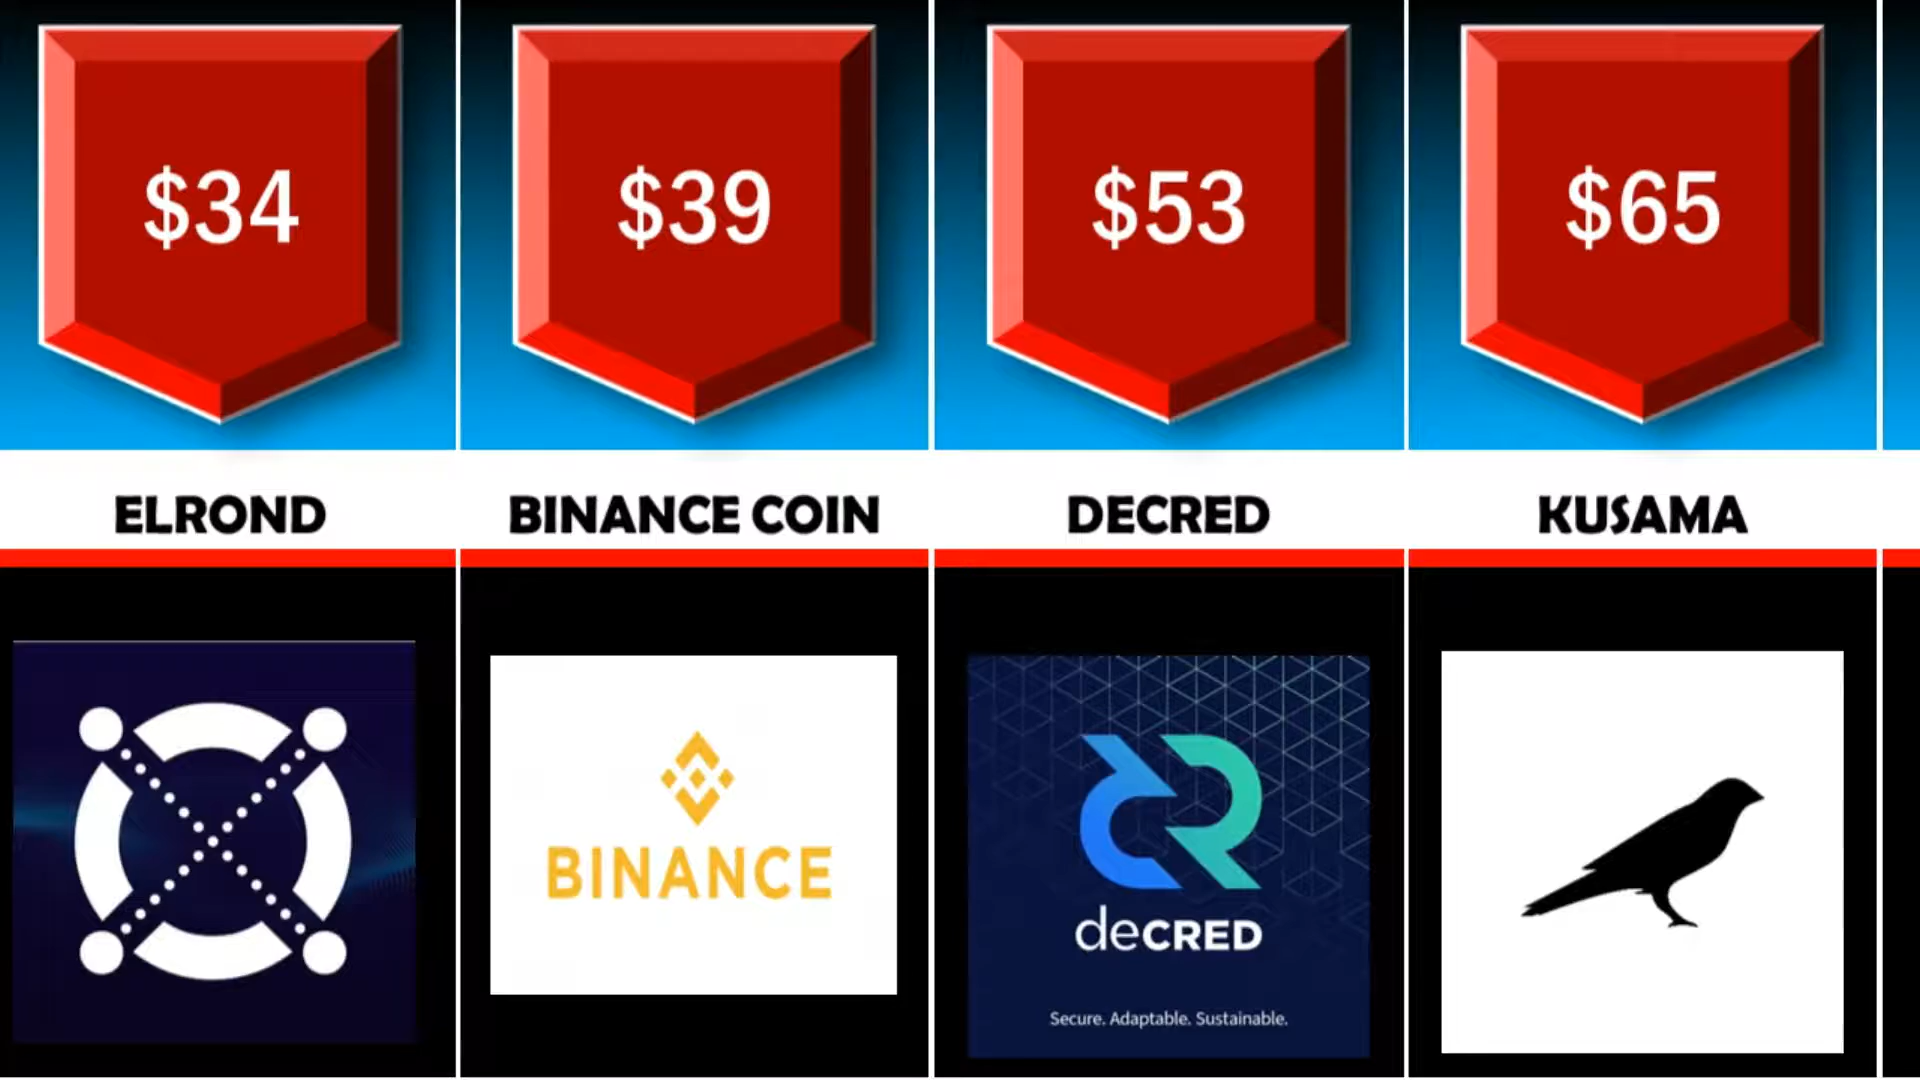 $34
$39
$53
$65
ELROND
BINANCE COIN
DECRED
KUSAMA
BINANCE
deCRED
Secure. Adaptable. Sustainable.